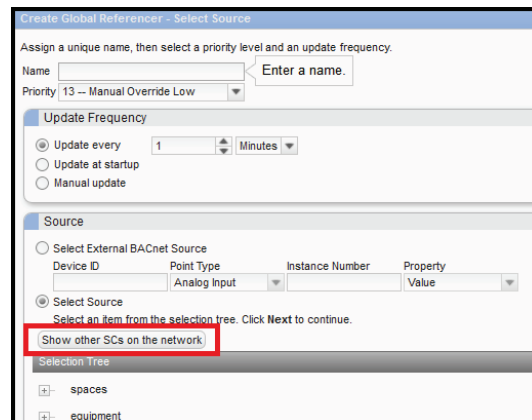 Create Global Referencer - Select Source
Assign a unique name, then select a priority level and an update frequency.
Name
Enter a name.
Priority 13 -- Manual Override Low
Update Frequency
Update every 1 Minutes
Update at startup
Manual update
Source
Select External BACnet Source
Device ID Point Type Instance Number Property
Analog Input Value
Select Source
Select an item from the selection tree. Click Next to continue.
Show other SCs on the network
Selection Tree
spaces
equipment